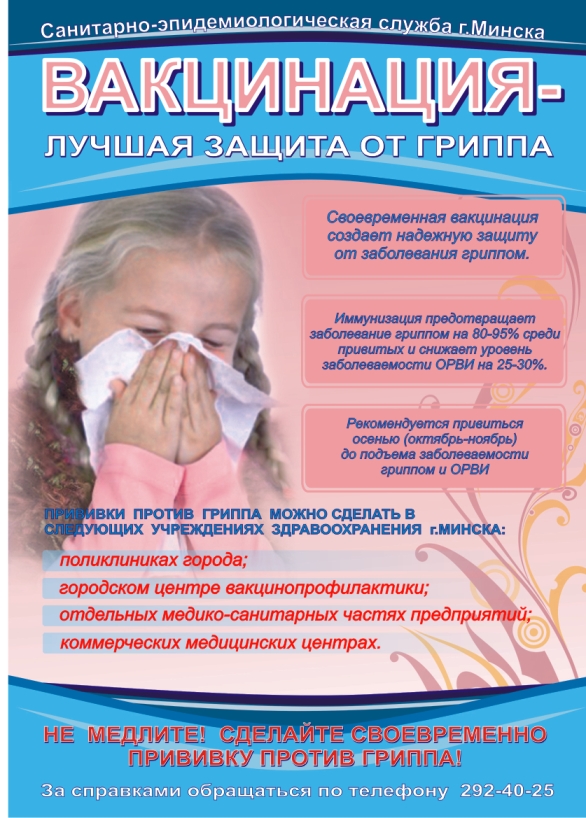 Санитарно-эпидемиологическая служба г.Минска
ВАКЦИНАЦИЯ-
ЛУЧШАЯ ЗАЩИТА ОТ ГРИППА
Своевременная вакцинация
создает надежную защиту
от заболевания гриппом.
Иммунизация предотвращает
заболевание гриппом на 80-95% среди
привитых и снижает уровень
заболеваемости ОРВИ на 25-30%.
Рекомендуется привиться
осенью (октябрь-ноябрь)
до подъема заболеваемости
гриппом и ОРВИ
ПРИВИВКИ ПРОТИВ ГРИППА МОЖНО СДЕЛАТЬ В
СЛЕДУЮЩИХ УЧРЕЖДЕНИЯХ ЗДРАВООХРАНЕНИЯ г.МИНСКА:
поликлиниках города;
городском центре вакцинопрофилактики;
отдельных медико-санитарных частях предприятий;
коммерческих медицинских центрах.
НЕ МЕДЛИТЕ! СДЕЛАЙТЕ СВОЕВРЕМЕННО
ПРИВИВКУ ПРОТИВ ГРИППА!
За справками обращаться по телефону 292-40-25